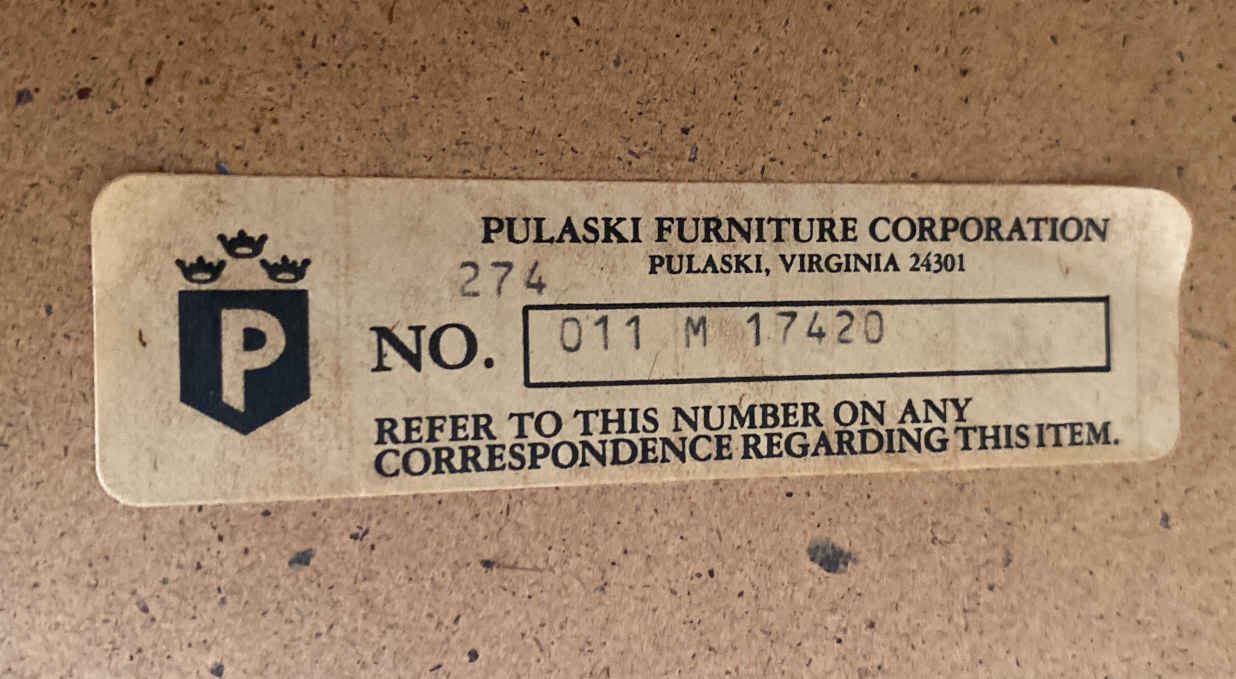 P
PULASKI FURNITURE CORPORATION
PULASKI, VIRGINIA 24301
274
NO. 011 M 17420
REFER TO THIS NUMBER ON ANY
CORRESPONDENCE REGARDING THIS ITEM.